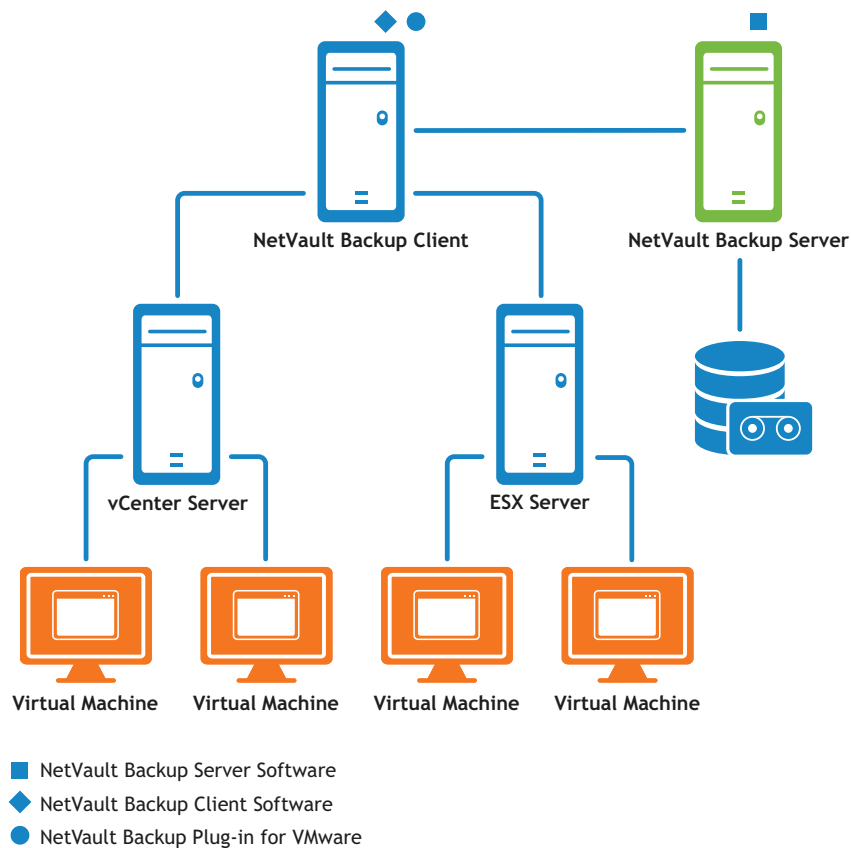 NetVault Backup Client
NetVault Backup Server
vCenter Server
ESX Server
Virtual Machine
Virtual Machine
Virtual Machine
Virtual Machine
NetVault Backup Server Software
NetVault Backup Client Software
NetVault Backup Plug-in for VMware